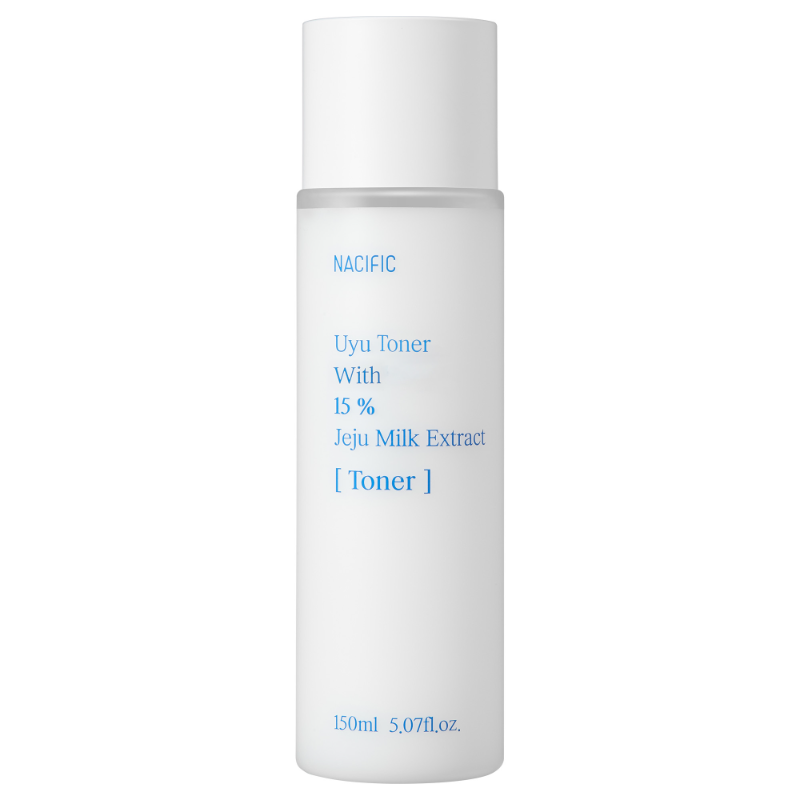 NACIFIC
Uyu Toner
With
15 %
Jeju Milk Extract
[ Toner ]
150ml 5.07fl.oz.